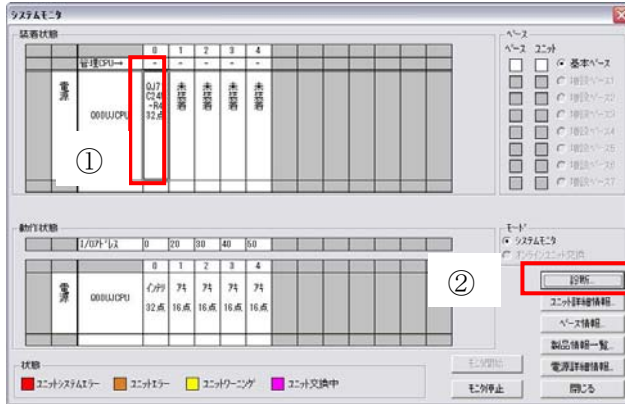 システムモニタ
装着状態
0 1 2 3 4
管理CPU→ - - - - -
電源
Q00UJCPU
QJ71
C24N
-R4
32点
未装着
未装着
未装着
未装着
①
ベース
ベース ユニット
基本ベース
増設ベース1
増設ベース2
増設ベース3
増設ベース4
増設ベース5
増設ベース6
増設ベース7
動作状態
I/Oアドレス 0 20 30 40 50
0 1 2 3 4
電源
Q00UJCPU
インテリ アキ アキ アキ アキ
32点 16点 16点 16点 16点
モード
システムモニタ
オンラインユニット交換
②
診断...
ユニット詳細情報...
ベース情報...
製品情報一覧...
状態
ユニットシステムエラー ユニットエラー ユニットワーニング ユニット交換中
モニタ開始
電源詳細情報...
モニタ停止
閉じる